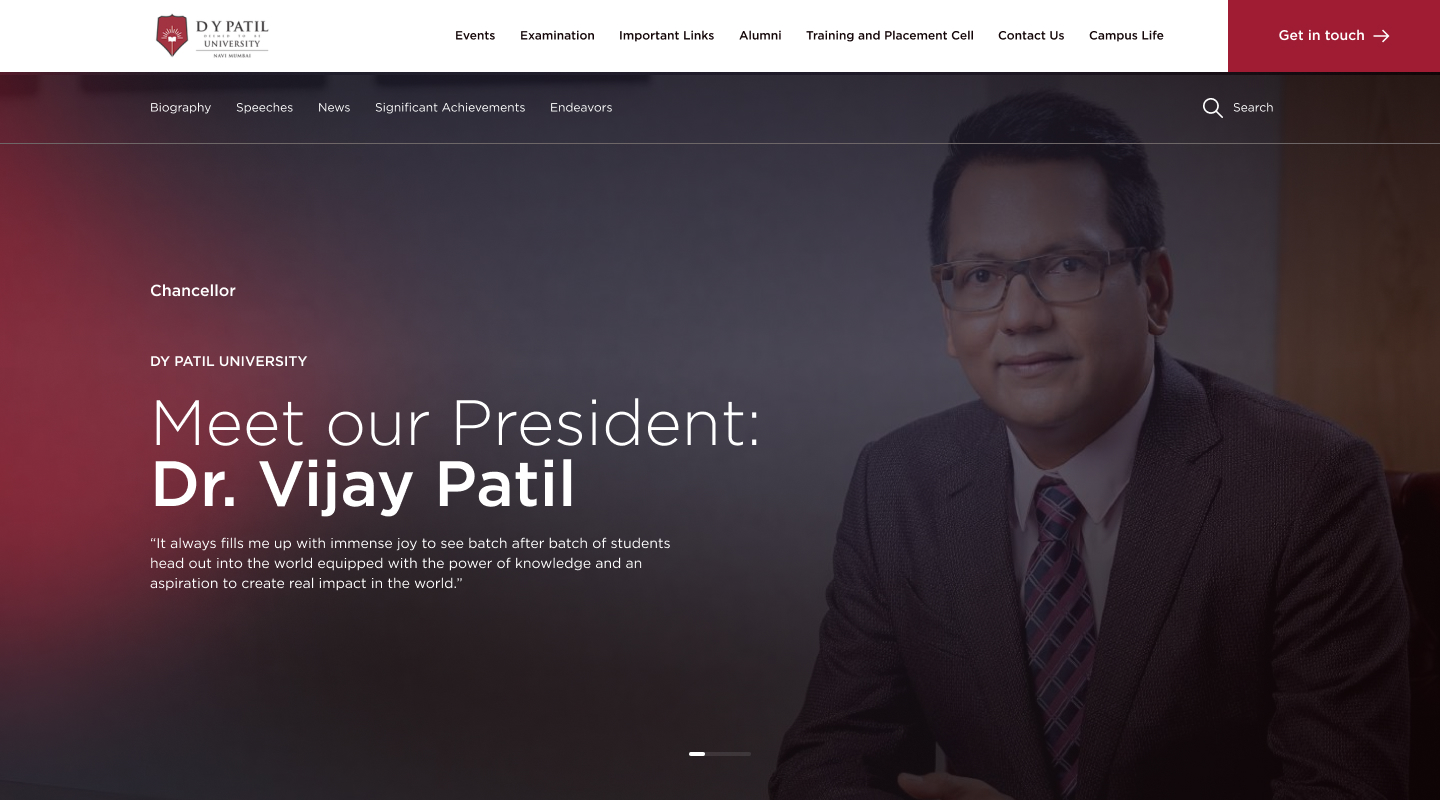 D Y PATIL
DEEMED TO BE
UNIVERSITY
NAVI MUMBAI
Events
Examination
Important Links
Alumni
Training and Placement Cell
Contact Us
Campus Life
Get in touch
Biography
Speeches
News
Significant Achievements
Endeavors
Search
Chancellor
DY PATIL UNIVERSITY
Meet our President:
Dr. Vijay Patil
“It always fills me up with immense joy to see batch after batch of students
head out into the world equipped with the power of knowledge and an
aspiration to create real impact in the world.”